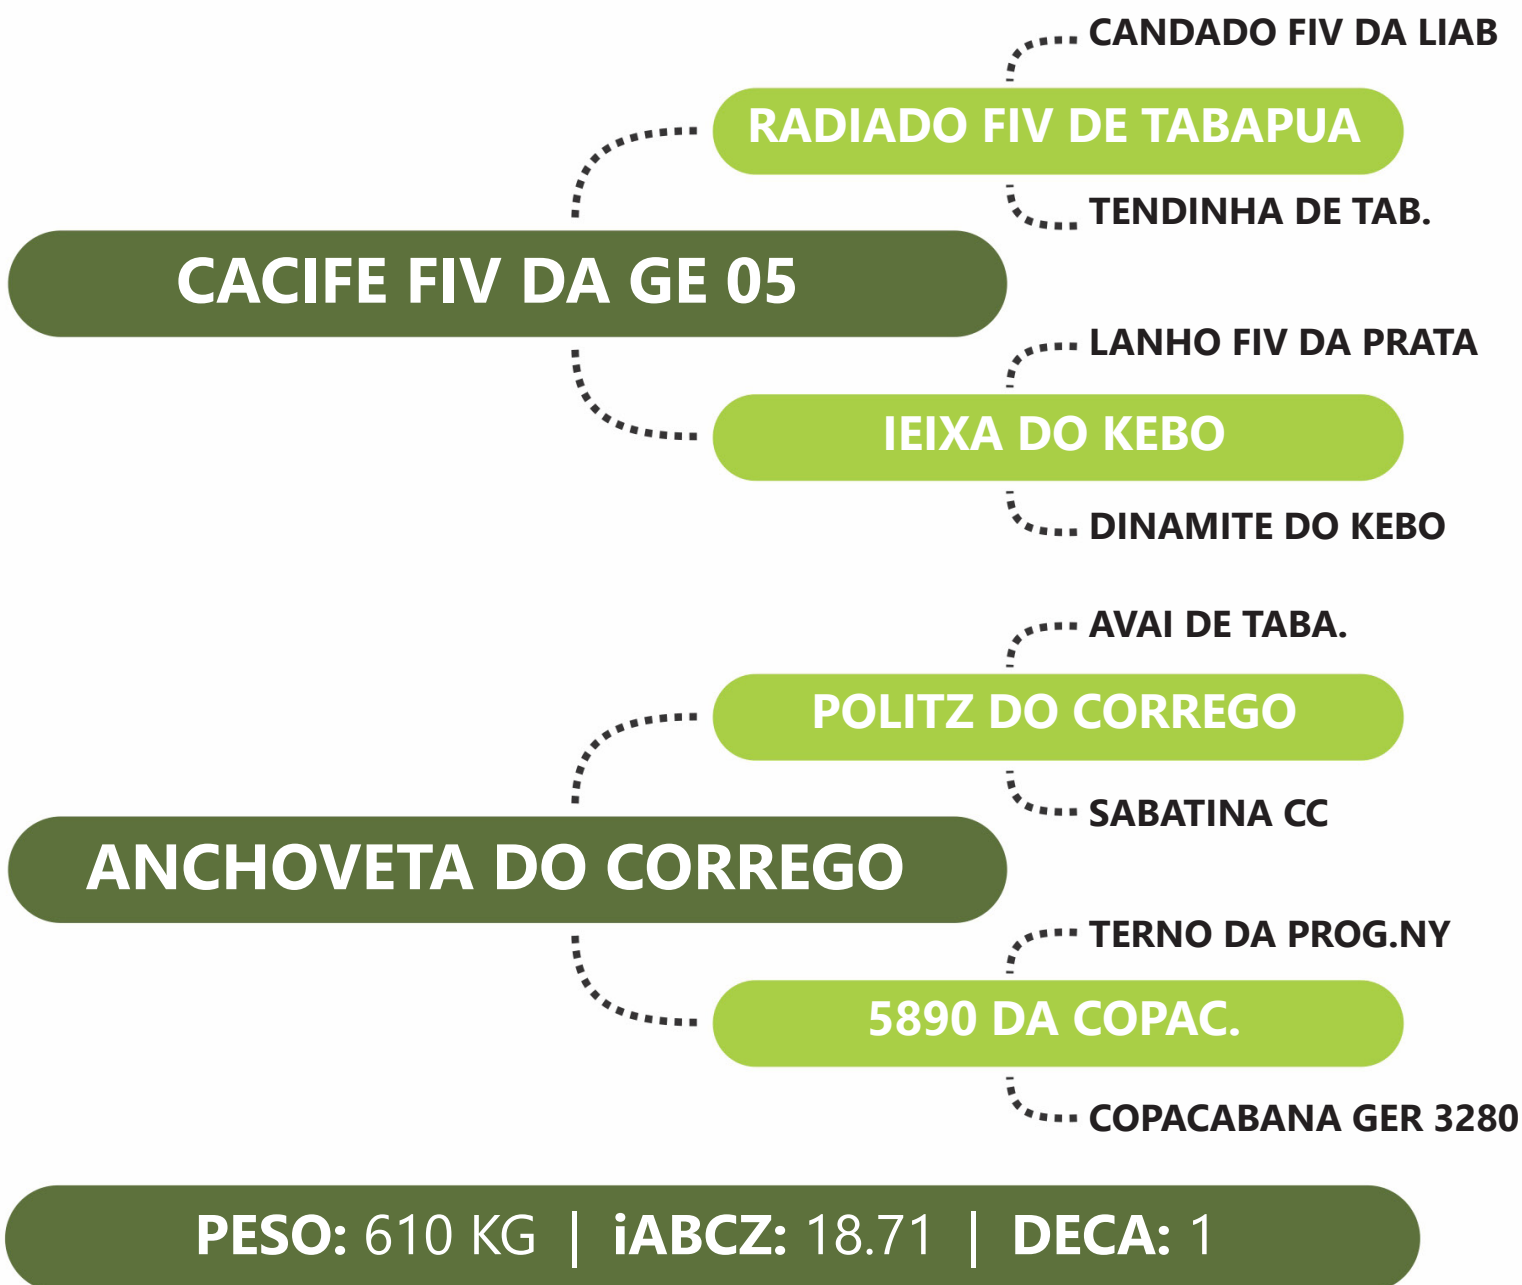 CANDADO FIV DA LIAB
RADIADO FIV DE TABAPUA
TENDINHA DE TAB.
CACIFE FIV DA GE 05
LANHO FIV DA PRATA
IEIXA DO KEBO
DINAMITE DO KEBO
AVAI DE TABA.
POLITZ DO CORREGO
SABATINA CC
ANCHOVETA DO CORREGO
TERNO DA PROG.NY
5890 DA COPAC.
COPACABANA GER 3280
PESO: 610 KG | iABCZ: 18.71 | DECA: 1